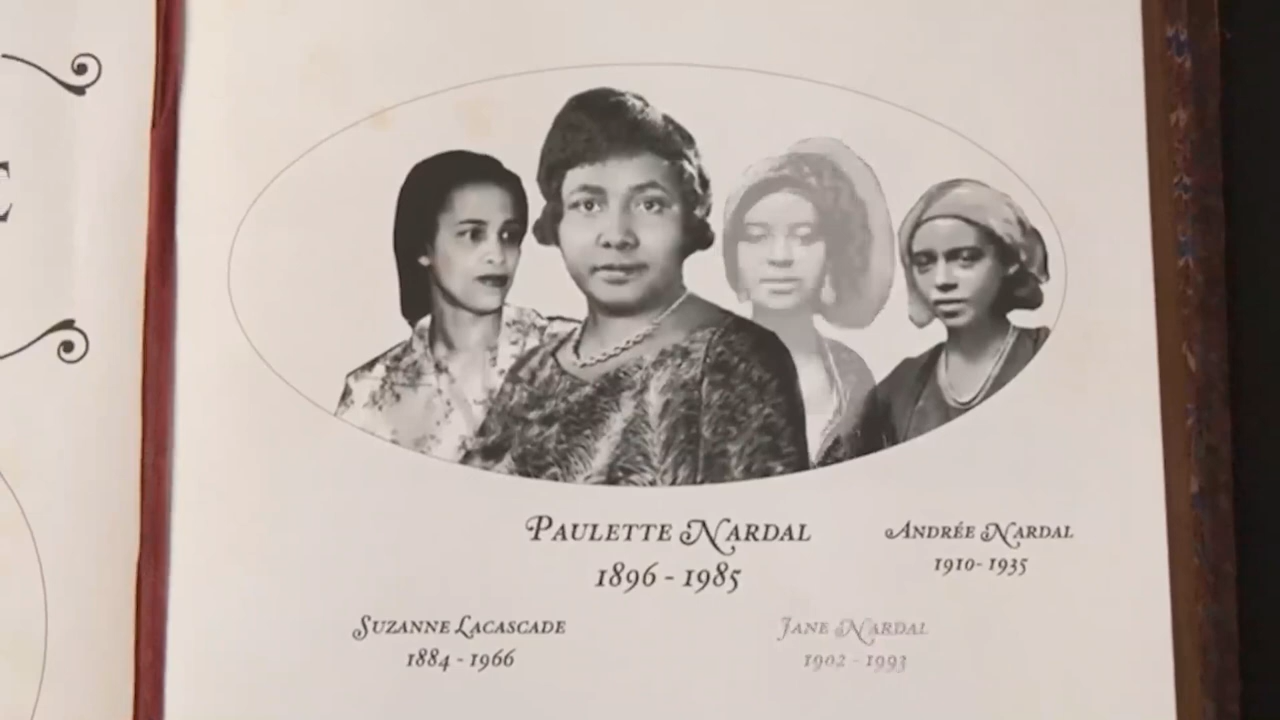 Paulette Nardal
1896 - 1985
Andrée Nardal
1910- 1935
Suzanne Lacascade
1884 - 1966
Jane Nardal
1902 - 1993